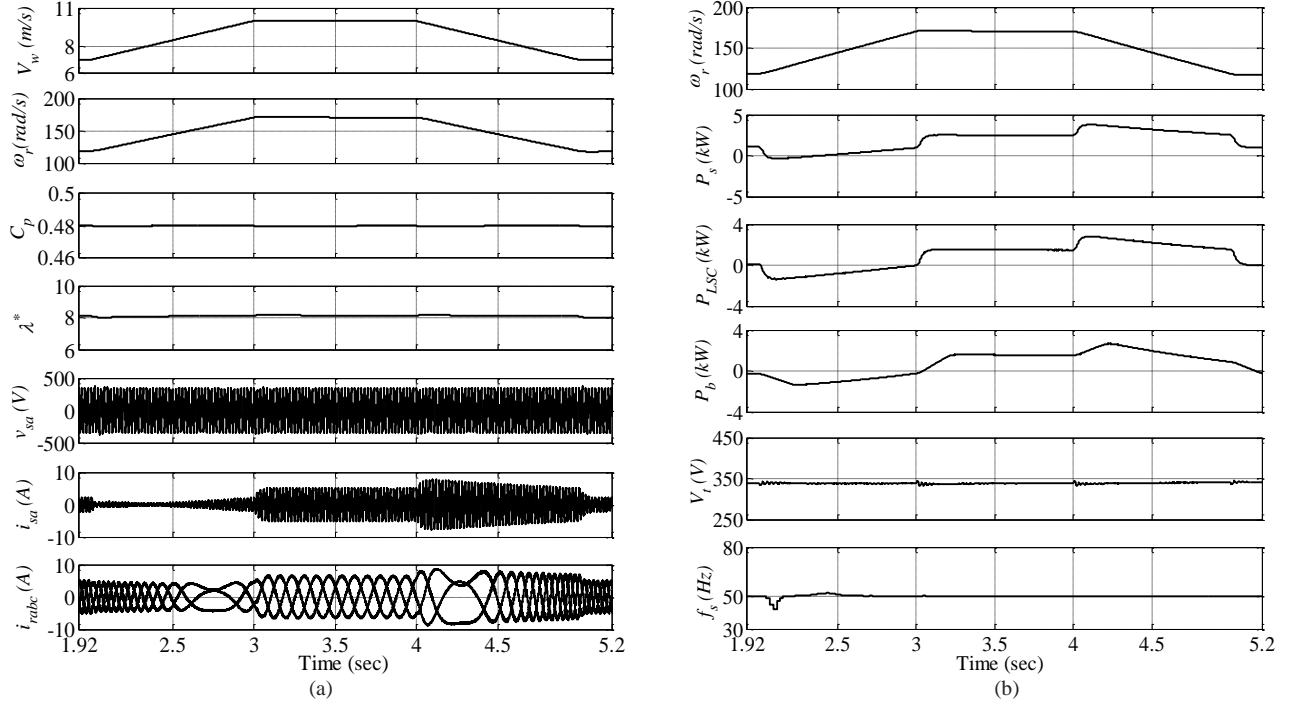 11
8
6
V_w (m/s)
200
150
100
ω_r(rad/s)
0.5
0.48
0.46
C_p
10
8
6
λ*
500
0
-500
v_sa (V)
10
0
-10
i_sa (A)
10
0
-10
i_rabc (A)
1.92 2.5 3 3.5 4 4.5 5.2
Time (sec)
(a)
200
150
100
ω_r (rad/s)
5
0
-5
P_s (kW)
4
0
-4
P_LSC (kW)
4
0
-4
P_b (kW)
450
350
250
V_t (V)
80
50
30
f_s (Hz)
1.92 2.5 3 3.5 4 4.5 5.2
Time (sec)
(b)